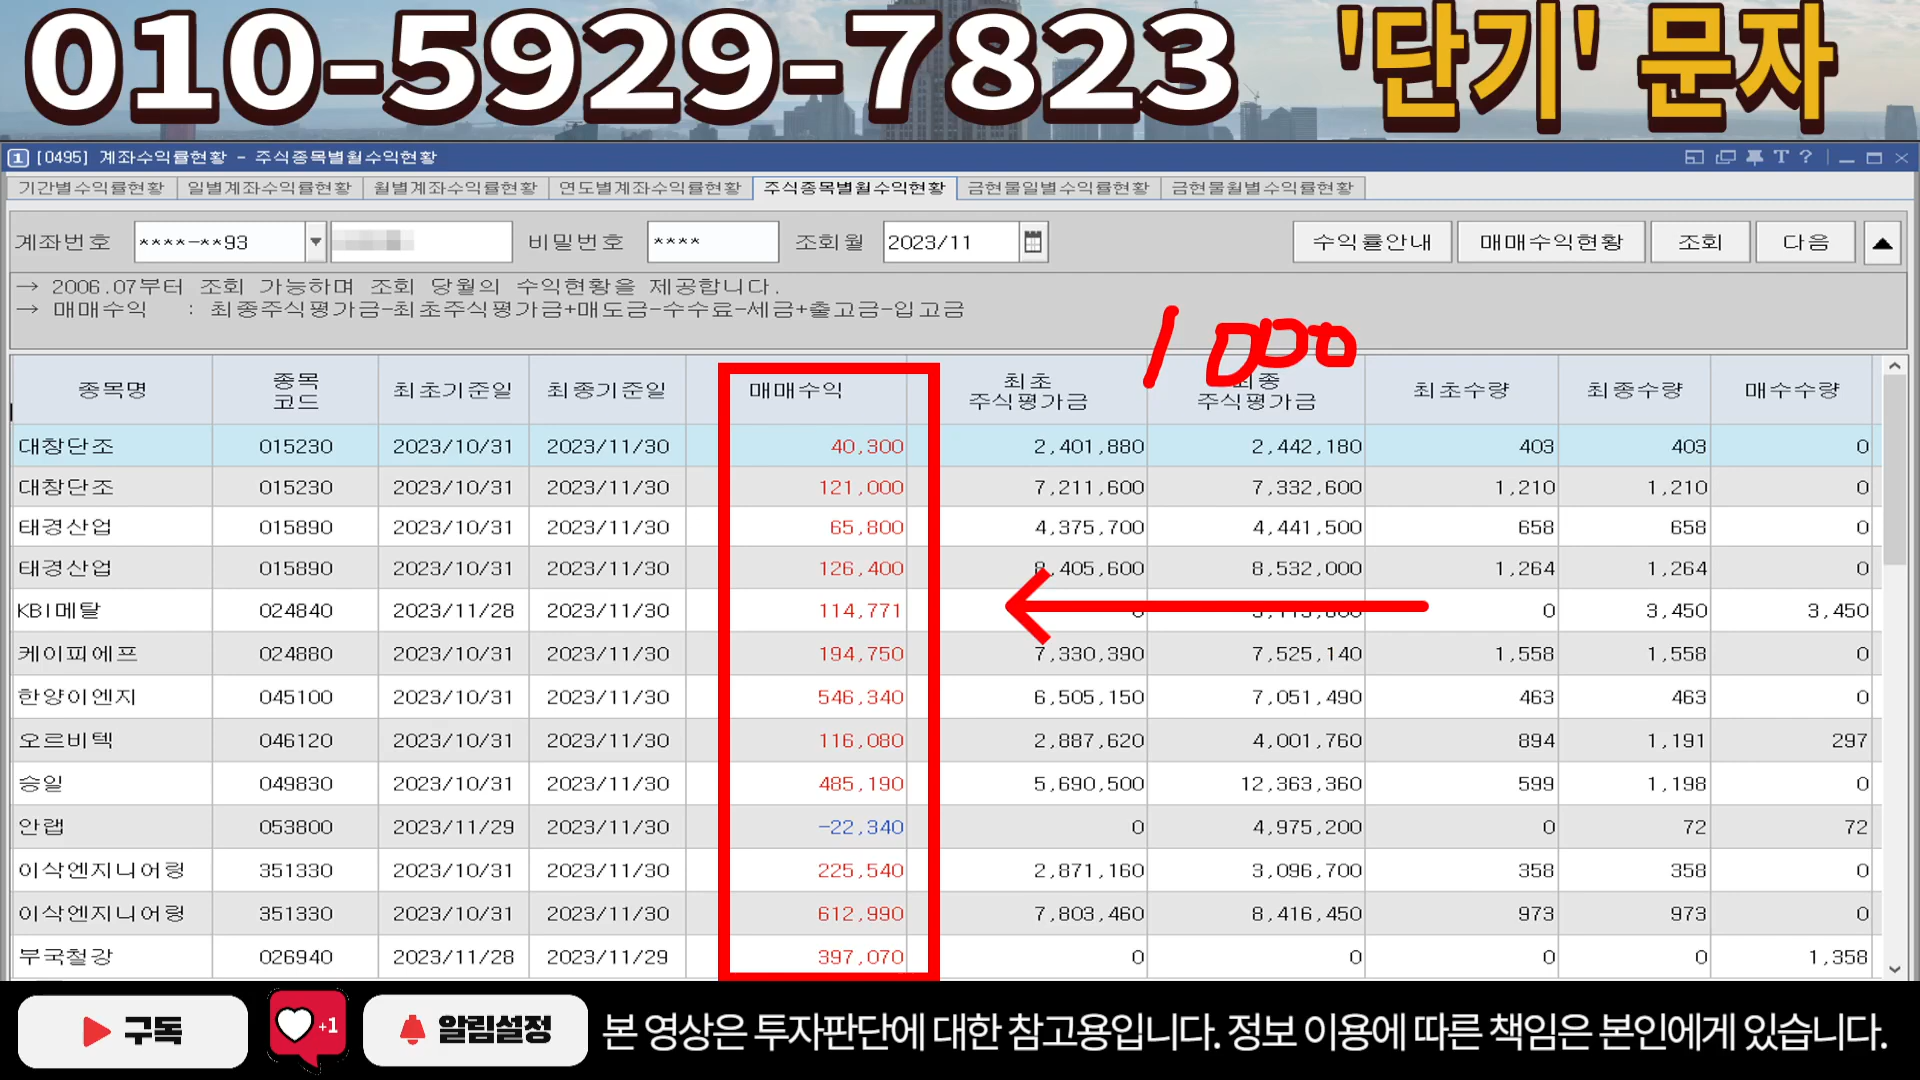 010-5929-7823 '단기' 문자
1 [0495] 계좌수익률현황 - 주식종목별월수익현황
기간별수익률현황 일별계좌수익률현황 월별계좌수익률현황 연도별계좌수익률현황 주식종목별월수익현황 금현물일별수익률현황 금현물월별수익률현황
계좌번호 ****-**93 비밀번호 **** 조회월 2023/11 수익률안내 매매수익현황 조회 다음
→ 2006.07부터 조회 가능하며 조회 당월의 수익현황을 제공합니다.
→ 매매수익 : 최종주식평가금-최초주식평가금+매도금-수수료-세금+출고금-입고금
1000
종목명 종목코드 최초기준일 최종기준일 매매수익 최초주식평가금 최종주식평가금 최초수량 최종수량 매수수량
대창단조 015230 2023/10/31 2023/11/30 40,300 2,401,880 2,442,180 403 403 0
대창단조 015230 2023/10/31 2023/11/30 121,000 7,211,600 7,332,600 1,210 1,210 0
태경산업 015890 2023/10/31 2023/11/30 65,800 4,375,700 4,441,500 658 658 0
태경산업 015890 2023/10/31 2023/11/30 126,400 8,405,600 8,532,000 1,264 1,264 0
KBI메탈 024840 2023/11/28 2023/11/30 114,771 0 0 3,450 3,450
케이피에프 024880 2023/10/31 2023/11/30 194,750 7,330,390 7,525,140 1,558 1,558 0
한양이엔지 045100 2023/10/31 2023/11/30 546,340 6,505,150 7,051,490 463 463 0
오르비텍 046120 2023/10/31 2023/11/30 116,080 2,887,620 4,001,760 894 1,191 297
승일 049830 2023/10/31 2023/11/30 485,190 5,690,500 12,363,360 599 1,198 0
안랩 053800 2023/11/29 2023/11/30 -22,340 0 4,975,200 0 72 72
이삭엔지니어링 351330 2023/10/31 2023/11/30 225,540 2,871,160 3,096,700 358 358 0
이삭엔지니어링 351330 2023/10/31 2023/11/30 612,990 7,803,460 8,416,450 973 973 0
부국철강 026940 2023/11/28 2023/11/29 397,070 0 0 0 0 1,358
구독 +1 알림설정 본 영상은 투자판단에 대한 참고용입니다. 정보 이용에 따른 책임은 본인에게 있습니다.